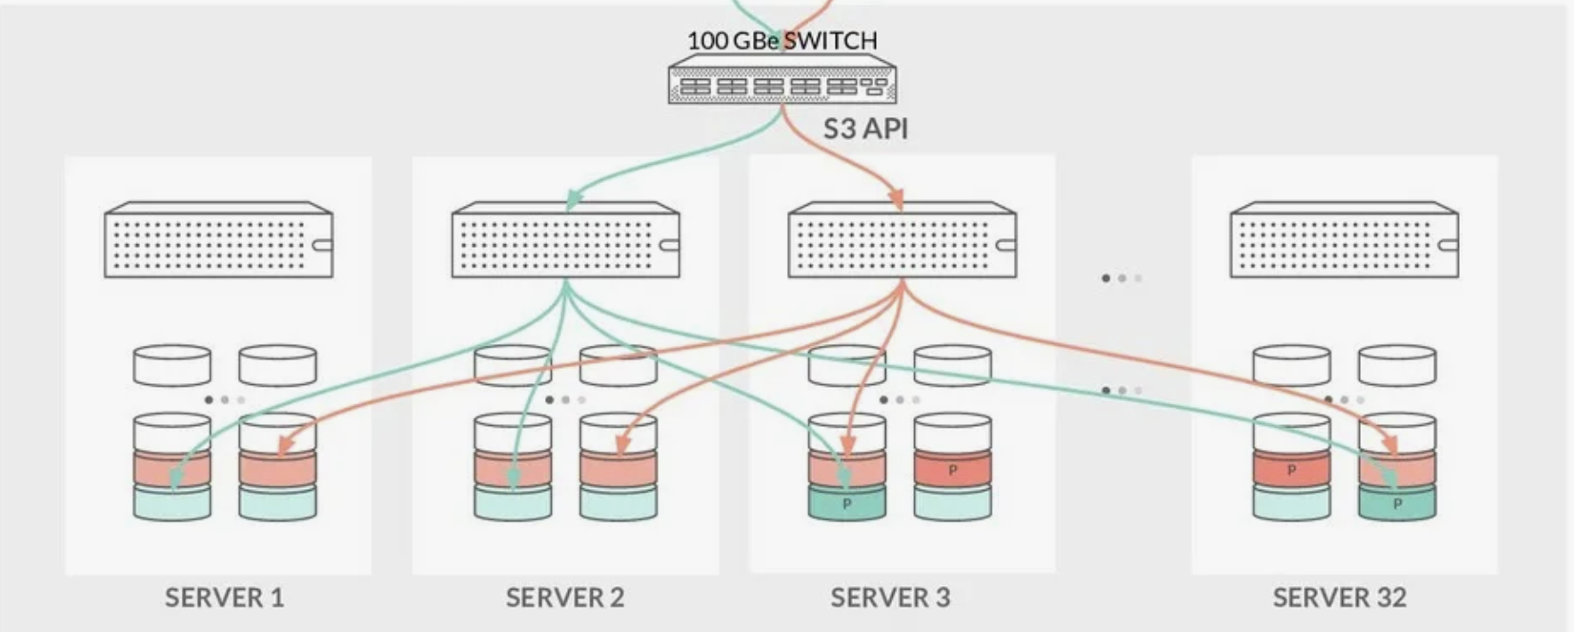 100 GBe SWITCH
S3 API
P
P
P
P
SERVER 1
SERVER 2
SERVER 3
SERVER 32